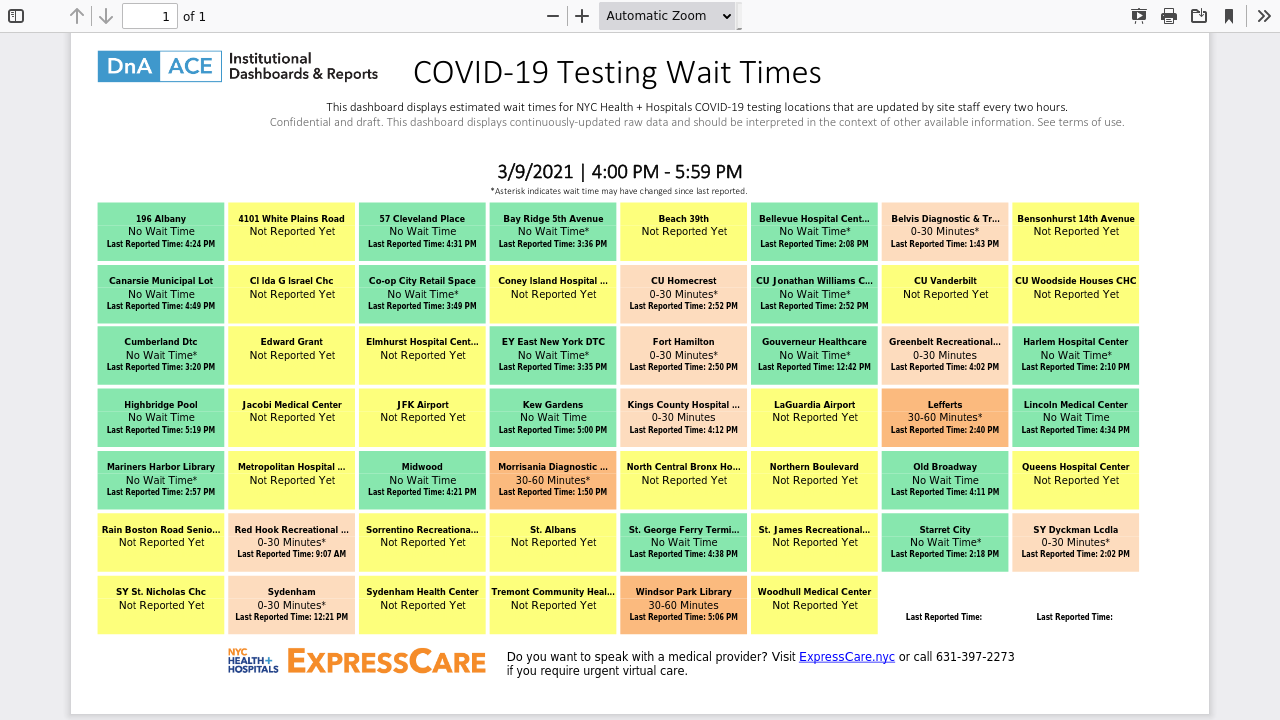 1 of 1
Automatic Zoom
DnA ACE Institutional
Dashboards & Reports
COVID-19 Testing Wait Times
This dashboard displays estimated wait times for NYC Health + Hospitals COVID-19 testing locations that are updated by site staff every two hours.
Confidential and draft. This dashboard displays continuously-updated raw data and should be interpreted in the context of other available information. See terms of use.
3/9/2021 | 4:00 PM - 5:59 PM
*Asterisk indicates wait time may have changed since last reported.
196 Albany
No Wait Time
Last Reported Time: 4:24 PM
4101 White Plains Road
Not Reported Yet
57 Cleveland Place
No Wait Time
Last Reported Time: 4:31 PM
Bay Ridge 5th Avenue
No Wait Time*
Last Reported Time: 3:36 PM
Beach 39th
Not Reported Yet
Bellevue Hospital Cent...
No Wait Time*
Last Reported Time: 2:08 PM
Belvis Diagnostic & Tr...
0-30 Minutes*
Last Reported Time: 1:43 PM
Bensonhurst 14th Avenue
Not Reported Yet
Canarsie Municipal Lot
No Wait Time
Last Reported Time: 4:49 PM
Cl Ida G Israel Chc
Not Reported Yet
Co-op City Retail Space
No Wait Time*
Last Reported Time: 3:49 PM
Coney Island Hospital ...
Not Reported Yet
CU Homecrest
0-30 Minutes*
Last Reported Time: 2:52 PM
CU Jonathan Williams C...
No Wait Time*
Last Reported Time: 2:52 PM
CU Vanderbilt
Not Reported Yet
CU Woodside Houses CHC
Not Reported Yet
Cumberland Dtc
No Wait Time*
Last Reported Time: 3:20 PM
Edward Grant
Not Reported Yet
Elmhurst Hospital Cent...
Not Reported Yet
EY East New York DTC
No Wait Time*
Last Reported Time: 3:35 PM
Fort Hamilton
0-30 Minutes*
Last Reported Time: 2:50 PM
Gouverneur Healthcare
No Wait Time*
Last Reported Time: 12:42 PM
Greenbelt Recreational...
0-30 Minutes
Last Reported Time: 4:02 PM
Harlem Hospital Center
No Wait Time*
Last Reported Time: 2:10 PM
Highbridge Pool
No Wait Time
Last Reported Time: 5:19 PM
Jacobi Medical Center
Not Reported Yet
JFK Airport
Not Reported Yet
Kew Gardens
No Wait Time
Last Reported Time: 5:00 PM
Kings County Hospital ...
0-30 Minutes
Last Reported Time: 4:12 PM
LaGuardia Airport
Not Reported Yet
Lefferts
30-60 Minutes*
Last Reported Time: 2:40 PM
Lincoln Medical Center
No Wait Time
Last Reported Time: 4:34 PM
Mariners Harbor Library
No Wait Time*
Last Reported Time: 2:57 PM
Metropolitan Hospital ...
Not Reported Yet
Midwood
No Wait Time
Last Reported Time: 4:21 PM
Morrisania Diagnostic ...
30-60 Minutes*
Last Reported Time: 1:50 PM
North Central Bronx Ho...
Not Reported Yet
Northern Boulevard
Not Reported Yet
Old Broadway
No Wait Time
Last Reported Time: 4:11 PM
Queens Hospital Center
Not Reported Yet
Rain Boston Road Senio...
Not Reported Yet
Red Hook Recreational ...
0-30 Minutes*
Last Reported Time: 9:07 AM
Sorrentino Recreationa...
Not Reported Yet
St. Albans
Not Reported Yet
St. George Ferry Termi...
No Wait Time
Last Reported Time: 4:38 PM
St. James Recreational...
Not Reported Yet
Starret City
No Wait Time*
Last Reported Time: 2:18 PM
SY Dyckman Lcdla
0-30 Minutes*
Last Reported Time: 2:02 PM
SY St. Nicholas Chc
Not Reported Yet
Sydenham
0-30 Minutes*
Last Reported Time: 12:21 PM
Sydenham Health Center
Not Reported Yet
Tremont Community Heal...
Not Reported Yet
Windsor Park Library
30-60 Minutes
Last Reported Time: 5:06 PM
Woodhull Medical Center
Not Reported Yet
Last Reported Time:
Last Reported Time:
NYC
HEALTH+
HOSPITALS
EXPRESSCARE
Do you want to speak with a medical provider? Visit ExpressCare.nyc or call 631-397-2273
if you require urgent virtual care.